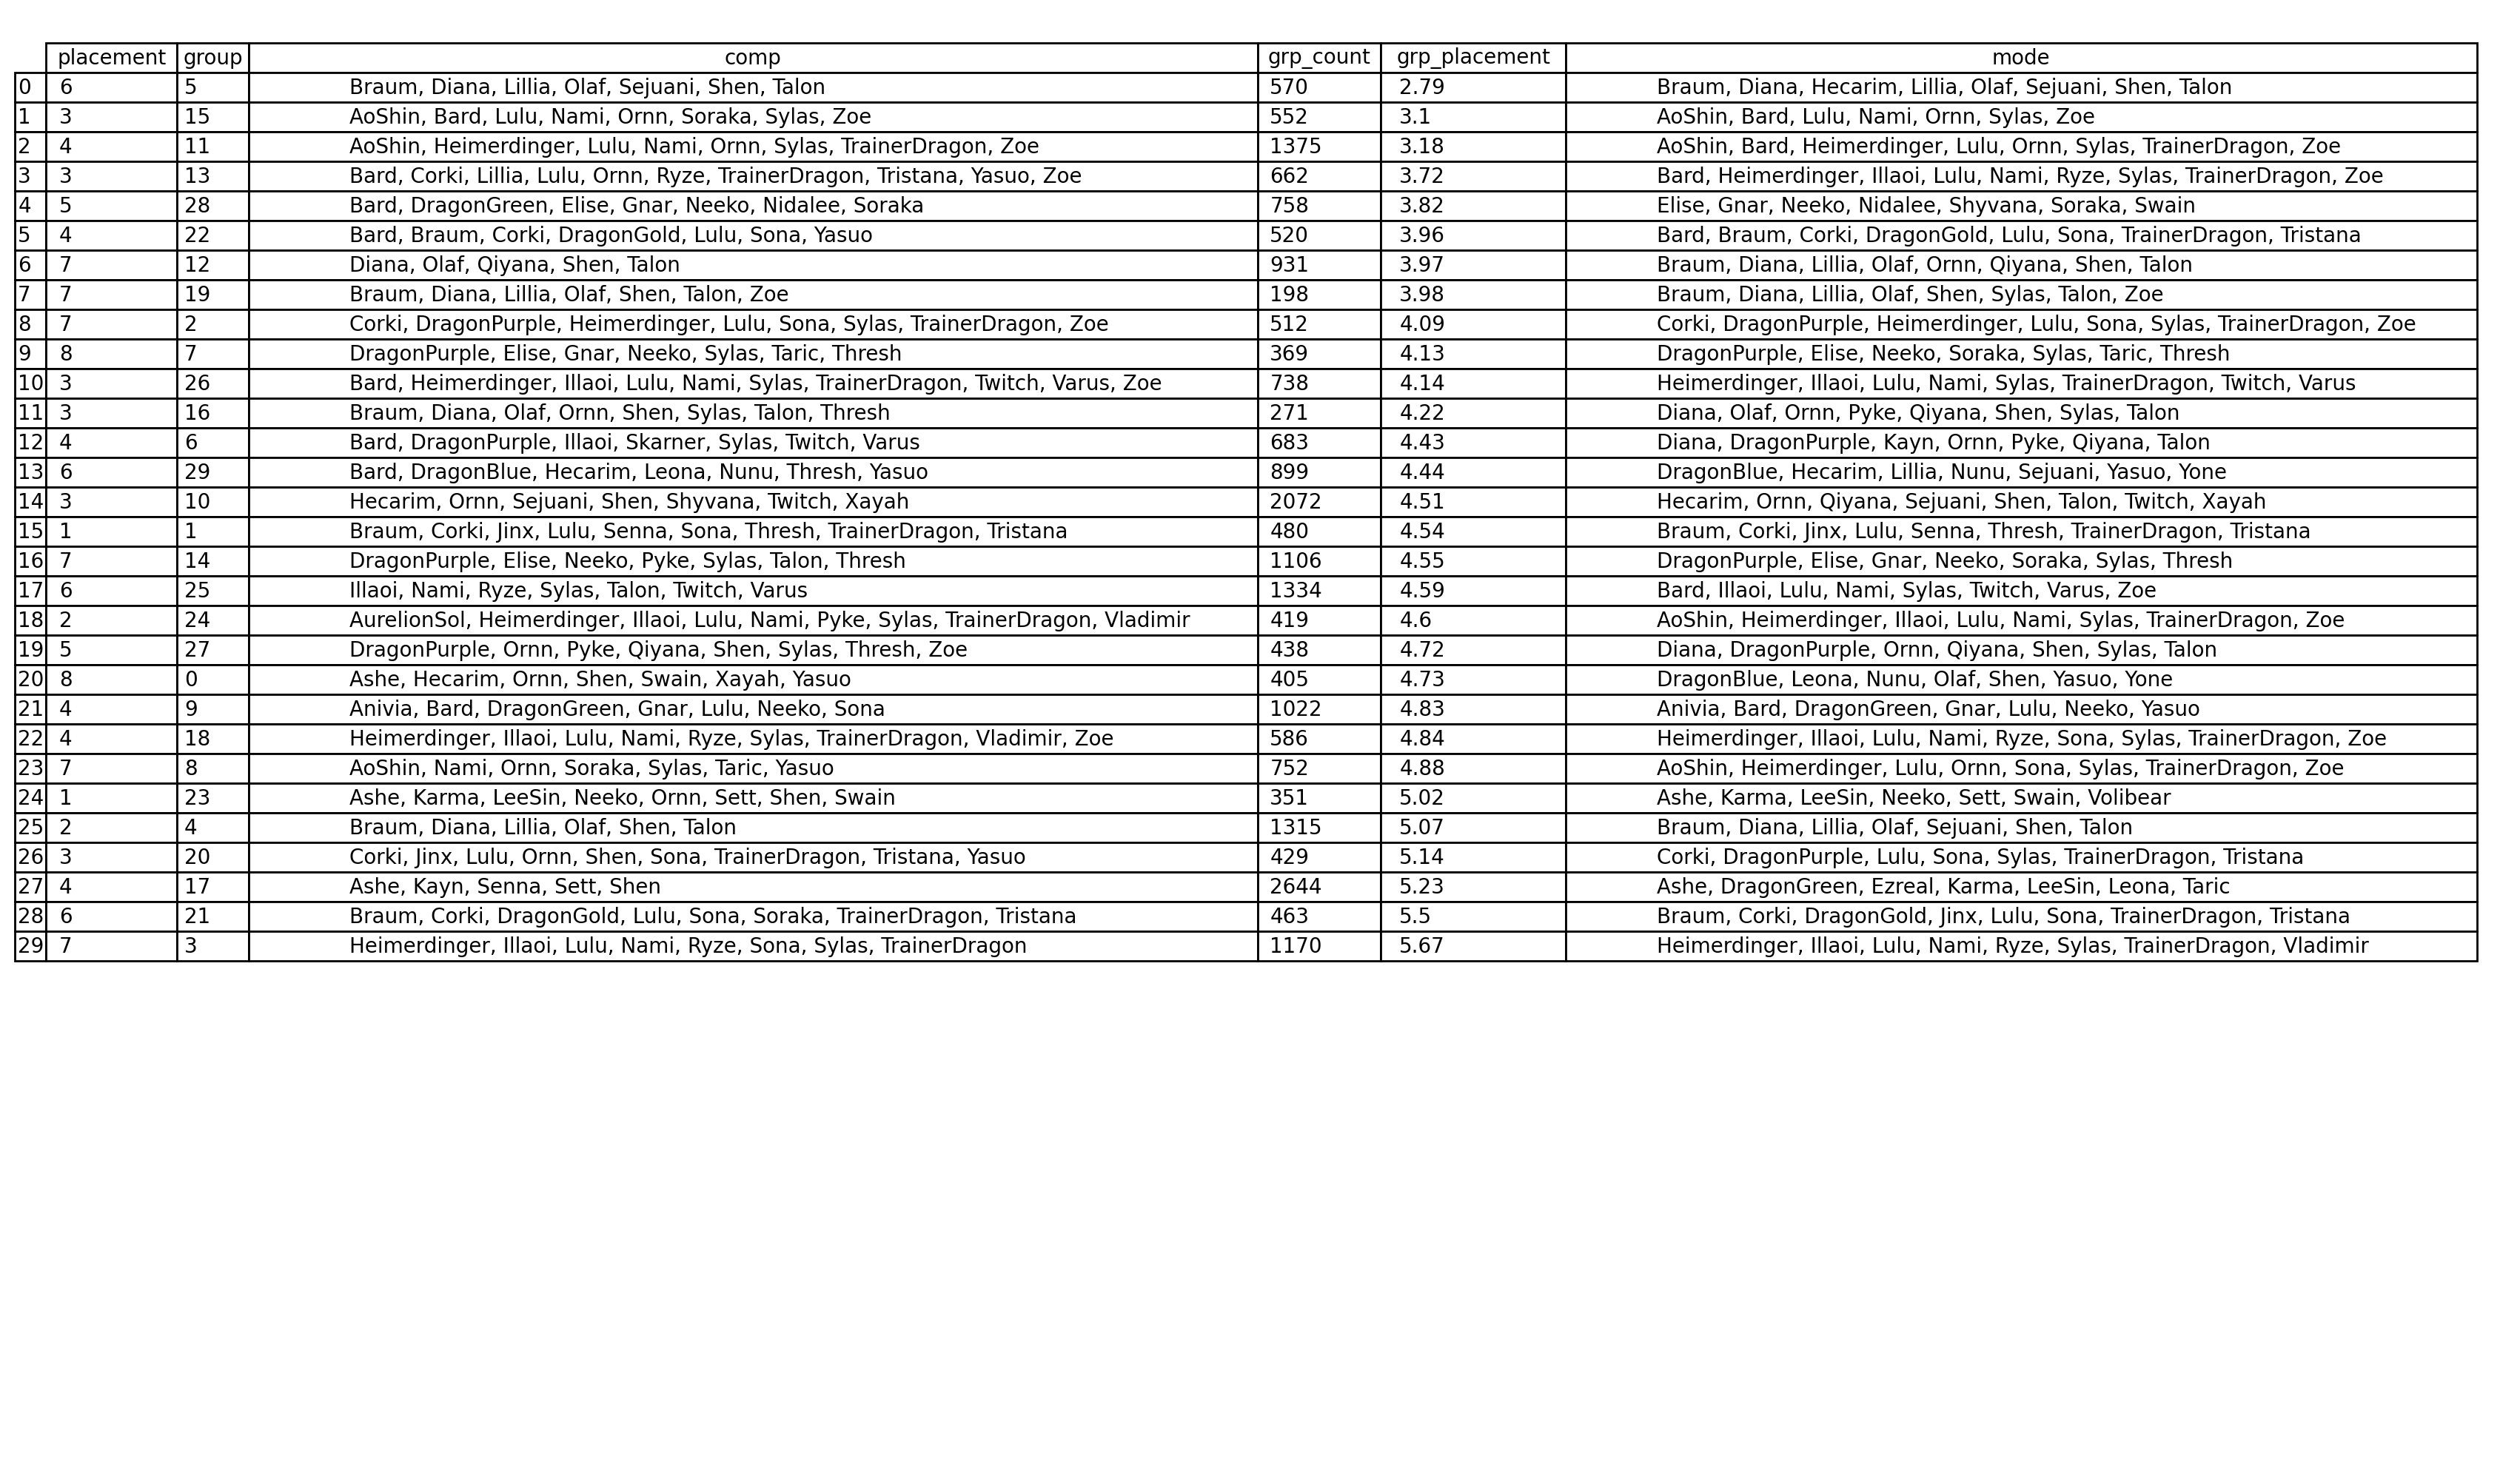 placement group comp grp_count grp_placement mode
0 6 5 Braum, Diana, Lillia, Olaf, Sejuani, Shen, Talon 570 2.79 Braum, Diana, Hecarim, Lillia, Olaf, Sejuani, Shen, Talon
1 3 15 AoShin, Bard, Lulu, Nami, Ornn, Soraka, Sylas, Zoe 552 3.1 AoShin, Bard, Lulu, Nami, Ornn, Sylas, Zoe
2 4 11 AoShin, Heimerdinger, Lulu, Nami, Ornn, Sylas, TrainerDragon, Zoe 1375 3.18 AoShin, Bard, Heimerdinger, Lulu, Ornn, Sylas, TrainerDragon, Zoe
3 3 13 Bard, Corki, Lillia, Lulu, Ornn, Ryze, TrainerDragon, Tristana, Yasuo, Zoe 662 3.72 Bard, Heimerdinger, Illaoi, Lulu, Nami, Ryze, Sylas, TrainerDragon, Zoe
4 5 28 Bard, DragonGreen, Elise, Gnar, Neeko, Nidalee, Soraka 758 3.82 Elise, Gnar, Neeko, Nidalee, Shyvana, Soraka, Swain
5 4 22 Bard, Braum, Corki, DragonGold, Lulu, Sona, Yasuo 520 3.96 Bard, Braum, Corki, DragonGold, Lulu, Sona, TrainerDragon, Tristana
6 7 12 Diana, Olaf, Qiyana, Shen, Talon 931 3.97 Braum, Diana, Lillia, Olaf, Ornn, Qiyana, Shen, Talon
7 7 19 Braum, Diana, Lillia, Olaf, Shen, Talon, Zoe 198 3.98 Braum, Diana, Lillia, Olaf, Shen, Sylas, Talon, Zoe
8 7 2 Corki, DragonPurple, Heimerdinger, Lulu, Sona, Sylas, TrainerDragon, Zoe 512 4.09 Corki, DragonPurple, Heimerdinger, Lulu, Sona, Sylas, TrainerDragon, Zoe
9 8 7 DragonPurple, Elise, Gnar, Neeko, Sylas, Taric, Thresh 369 4.13 DragonPurple, Elise, Neeko, Soraka, Sylas, Taric, Thresh
10 3 26 Bard, Heimerdinger, Illaoi, Lulu, Nami, Sylas, TrainerDragon, Twitch, Varus, Zoe 738 4.14 Heimerdinger, Illaoi, Lulu, Nami, Sylas, TrainerDragon, Twitch, Varus
11 3 16 Braum, Diana, Olaf, Ornn, Shen, Sylas, Talon, Thresh 271 4.22 Diana, Olaf, Ornn, Pyke, Qiyana, Shen, Sylas, Talon
12 4 6 Bard, DragonPurple, Illaoi, Skarner, Sylas, Twitch, Varus 683 4.43 Diana, DragonPurple, Kayn, Ornn, Pyke, Qiyana, Talon
13 6 29 Bard, DragonBlue, Hecarim, Leona, Nunu, Thresh, Yasuo 899 4.44 DragonBlue, Hecarim, Lillia, Nunu, Sejuani, Yasuo, Yone
14 3 10 Hecarim, Ornn, Sejuani, Shen, Shyvana, Twitch, Xayah 2072 4.51 Hecarim, Ornn, Qiyana, Sejuani, Shen, Talon, Twitch, Xayah
15 1 1 Braum, Corki, Jinx, Lulu, Senna, Sona, Thresh, TrainerDragon, Tristana 480 4.54 Braum, Corki, Jinx, Lulu, Senna, Thresh, TrainerDragon, Tristana
16 7 14 DragonPurple, Elise, Neeko, Pyke, Sylas, Talon, Thresh 1106 4.55 DragonPurple, Elise, Gnar, Neeko, Soraka, Sylas, Thresh
17 6 25 Illaoi, Nami, Ryze, Sylas, Talon, Twitch, Varus 1334 4.59 Bard, Illaoi, Lulu, Nami, Sylas, Twitch, Varus, Zoe
18 2 24 AurelionSol, Heimerdinger, Illaoi, Lulu, Nami, Pyke, Sylas, TrainerDragon, Vladimir 419 4.6 AoShin, Heimerdinger, Illaoi, Lulu, Nami, Sylas, TrainerDragon, Zoe
19 5 27 DragonPurple, Ornn, Pyke, Qiyana, Shen, Sylas, Thresh, Zoe 438 4.72 Diana, DragonPurple, Ornn, Qiyana, Shen, Sylas, Talon
20 8 0 Ashe, Hecarim, Ornn, Shen, Swain, Xayah, Yasuo 405 4.73 DragonBlue, Leona, Nunu, Olaf, Shen, Yasuo, Yone
21 4 9 Anivia, Bard, DragonGreen, Gnar, Lulu, Neeko, Sona 1022 4.83 Anivia, Bard, DragonGreen, Gnar, Lulu, Neeko, Yasuo
22 4 18 Heimerdinger, Illaoi, Lulu, Nami, Ryze, Sylas, TrainerDragon, Vladimir, Zoe 586 4.84 Heimerdinger, Illaoi, Lulu, Nami, Ryze, Sona, Sylas, TrainerDragon, Zoe
23 7 8 AoShin, Nami, Ornn, Soraka, Sylas, Taric, Yasuo 752 4.88 AoShin, Heimerdinger, Lulu, Ornn, Sona, Sylas, TrainerDragon, Zoe
24 1 23 Ashe, Karma, LeeSin, Neeko, Ornn, Sett, Shen, Swain 351 5.02 Ashe, Karma, LeeSin, Neeko, Sett, Swain, Volibear
25 2 4 Braum, Diana, Lillia, Olaf, Shen, Talon 1315 5.07 Braum, Diana, Lillia, Olaf, Sejuani, Shen, Talon
26 3 20 Corki, Jinx, Lulu, Ornn, Shen, Sona, TrainerDragon, Tristana, Yasuo 429 5.14 Corki, DragonPurple, Lulu, Sona, Sylas, TrainerDragon, Tristana
27 4 17 Ashe, Kayn, Senna, Sett, Shen 2644 5.23 Ashe, DragonGreen, Ezreal, Karma, LeeSin, Leona, Taric
28 6 21 Braum, Corki, DragonGold, Lulu, Sona, Soraka, TrainerDragon, Tristana 463 5.5 Braum, Corki, DragonGold, Jinx, Lulu, Sona, TrainerDragon, Tristana
29 7 3 Heimerdinger, Illaoi, Lulu, Nami, Ryze, Sona, Sylas, TrainerDragon 1170 5.67 Heimerdinger, Illaoi, Lulu, Nami, Ryze, Sylas, TrainerDragon, Vladimir